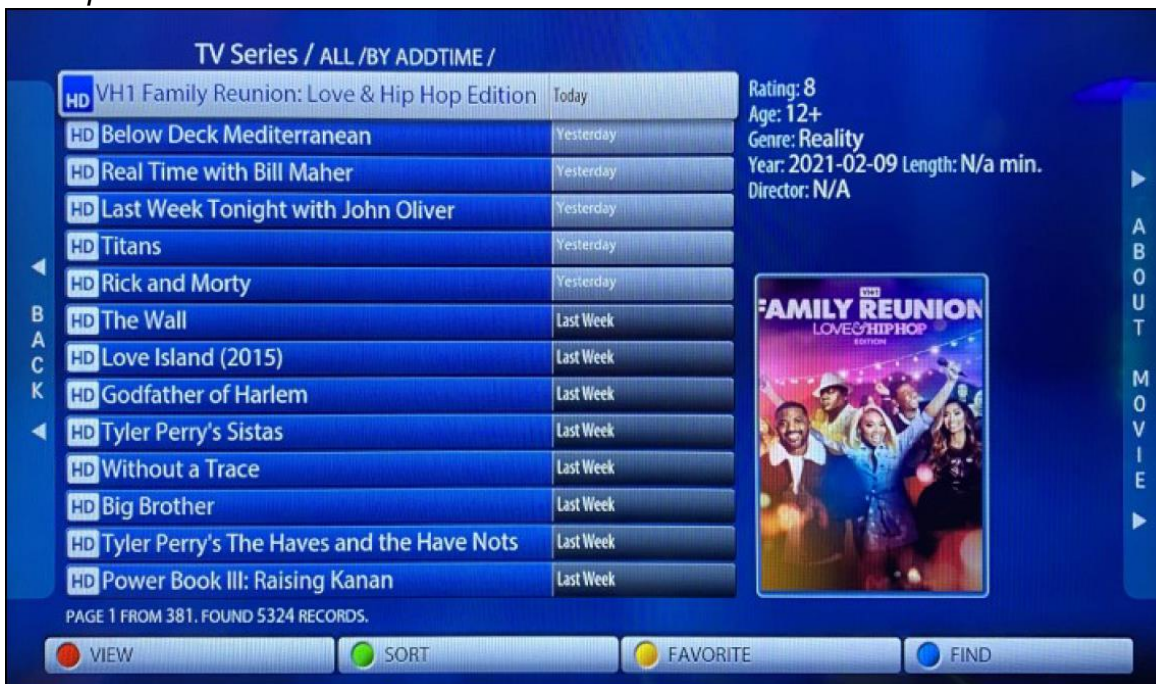 TV Series / ALL /BY ADDTIME /
HD VH1 Family Reunion: Love & Hip Hop Edition Today
HD Below Deck Mediterranean Yesterday
HD Real Time with Bill Maher Yesterday
HD Last Week Tonight with John Oliver Yesterday
HD Titans Yesterday
HD Rick and Morty Yesterday
HD The Wall Last Week
HD Love Island (2015) Last Week
HD Godfather of Harlem Last Week
HD Tyler Perry's Sistas Last Week
HD Without a Trace Last Week
HD Big Brother Last Week
HD Tyler Perry's The Haves and the Have Nots Last Week
HD Power Book III: Raising Kanan Last Week
PAGE 1 FROM 381. FOUND 5324 RECORDS.
Rating: 8
Age: 12+
Genre: Reality
Year: 2021-02-09 Length: N/a min.
Director: N/A
VH1
FAMILY REUNION
LOVE & HIP HOP
EDITION
BACK
ABOUT MOVIE
VIEW
SORT
FAVORITE
FIND